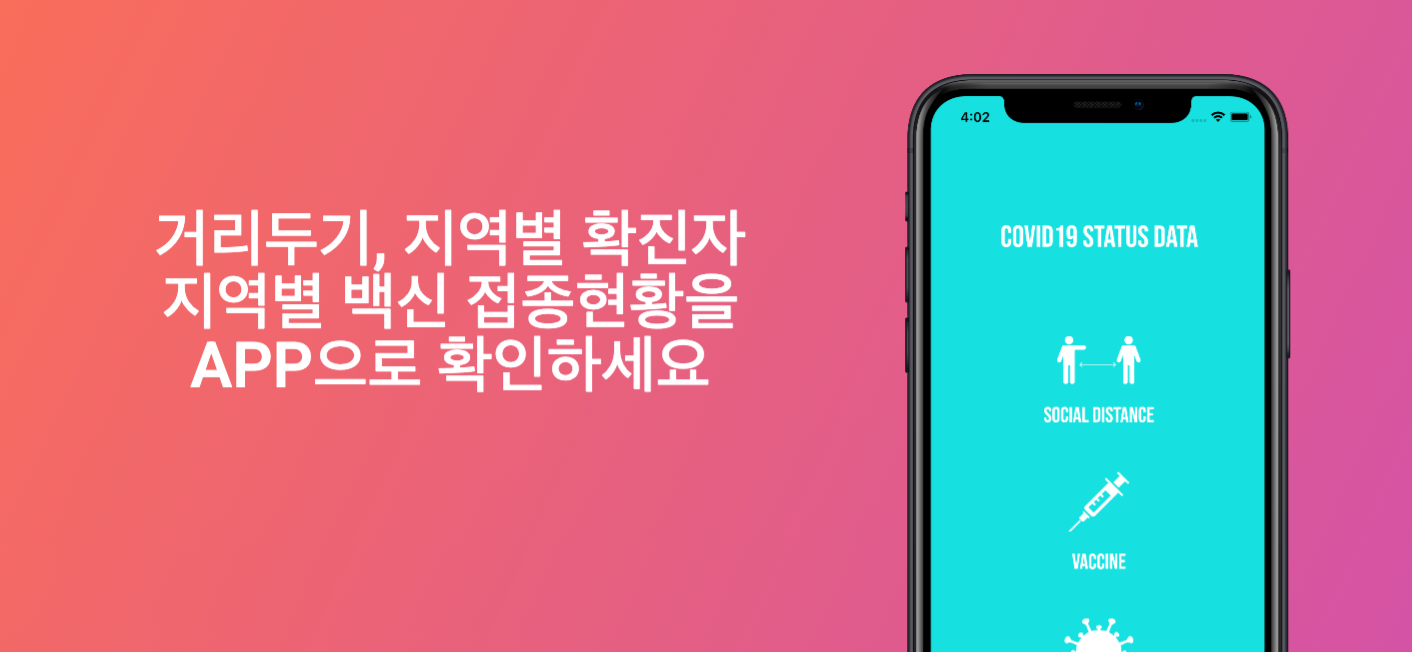 거리두기, 지역별 확진자
지역별 백신 접종현황을
APP으로 확인하세요
4:02
COVID19 STATUS DATA
SOCIAL DISTANCE
VACCINE